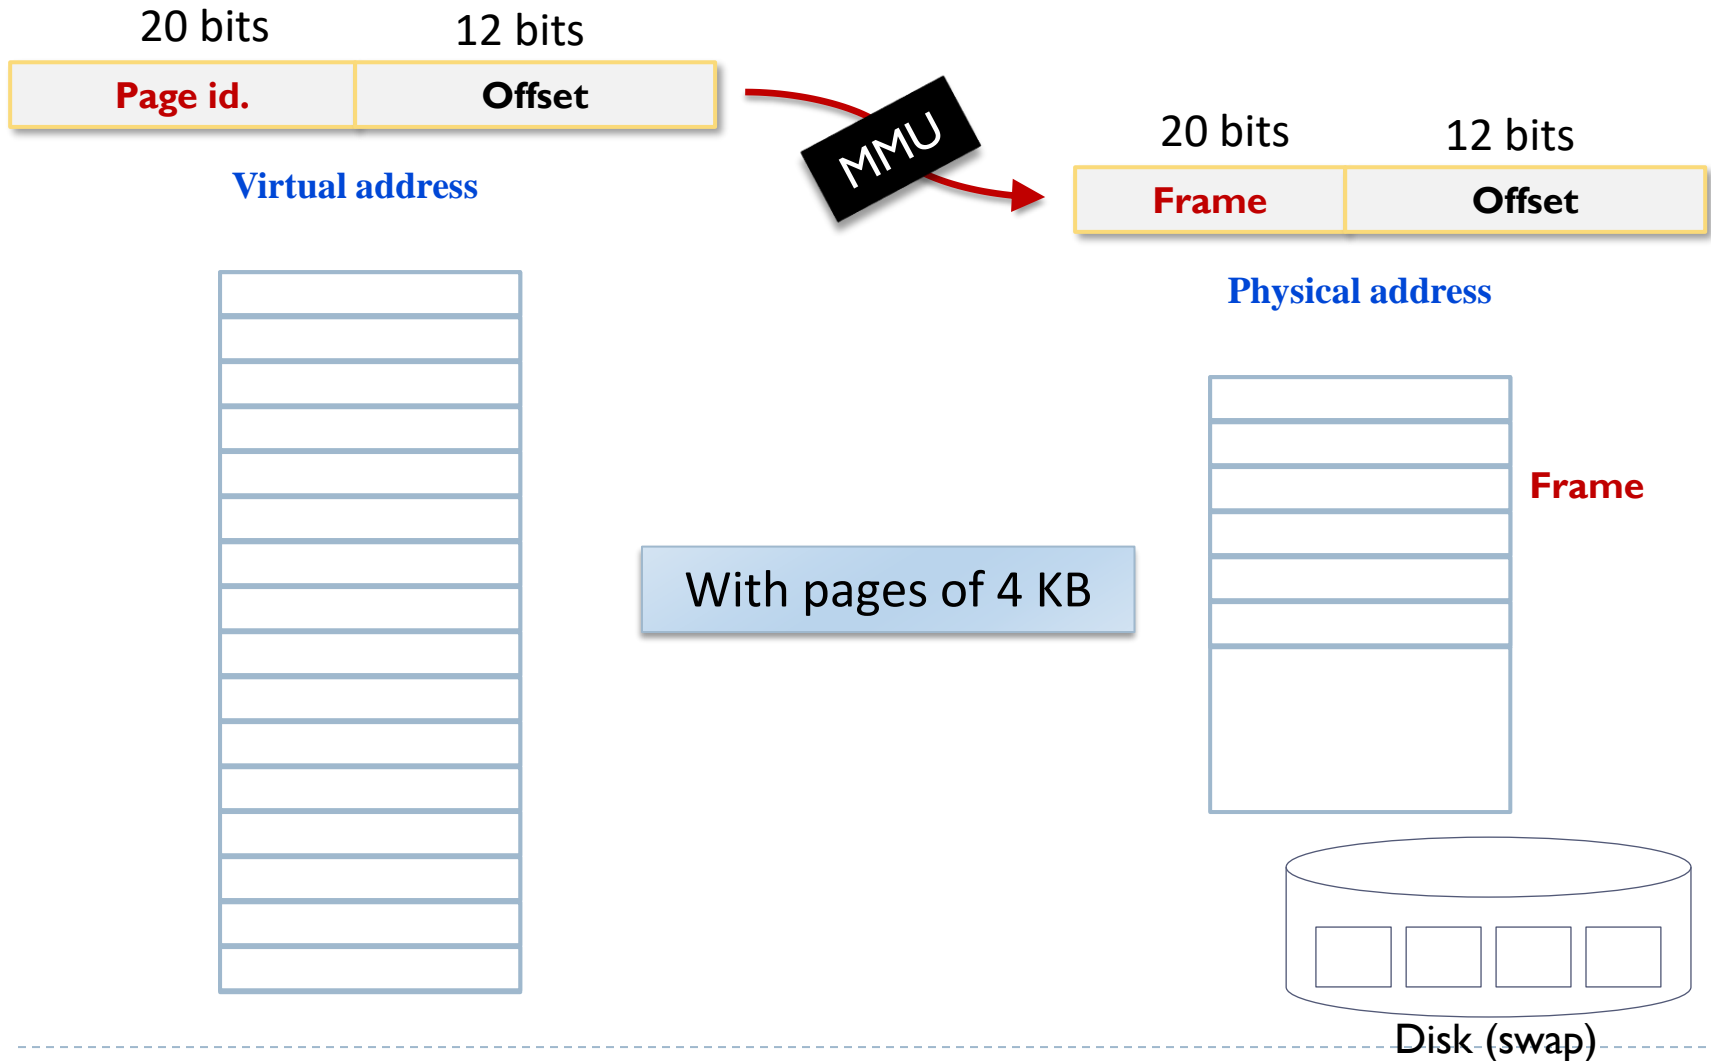 20 bits 12 bits
Page id. Offset
Virtual address
MMU
20 bits 12 bits
Frame Offset
Physical address
Frame
With pages of 4 KB
Disk (swap)